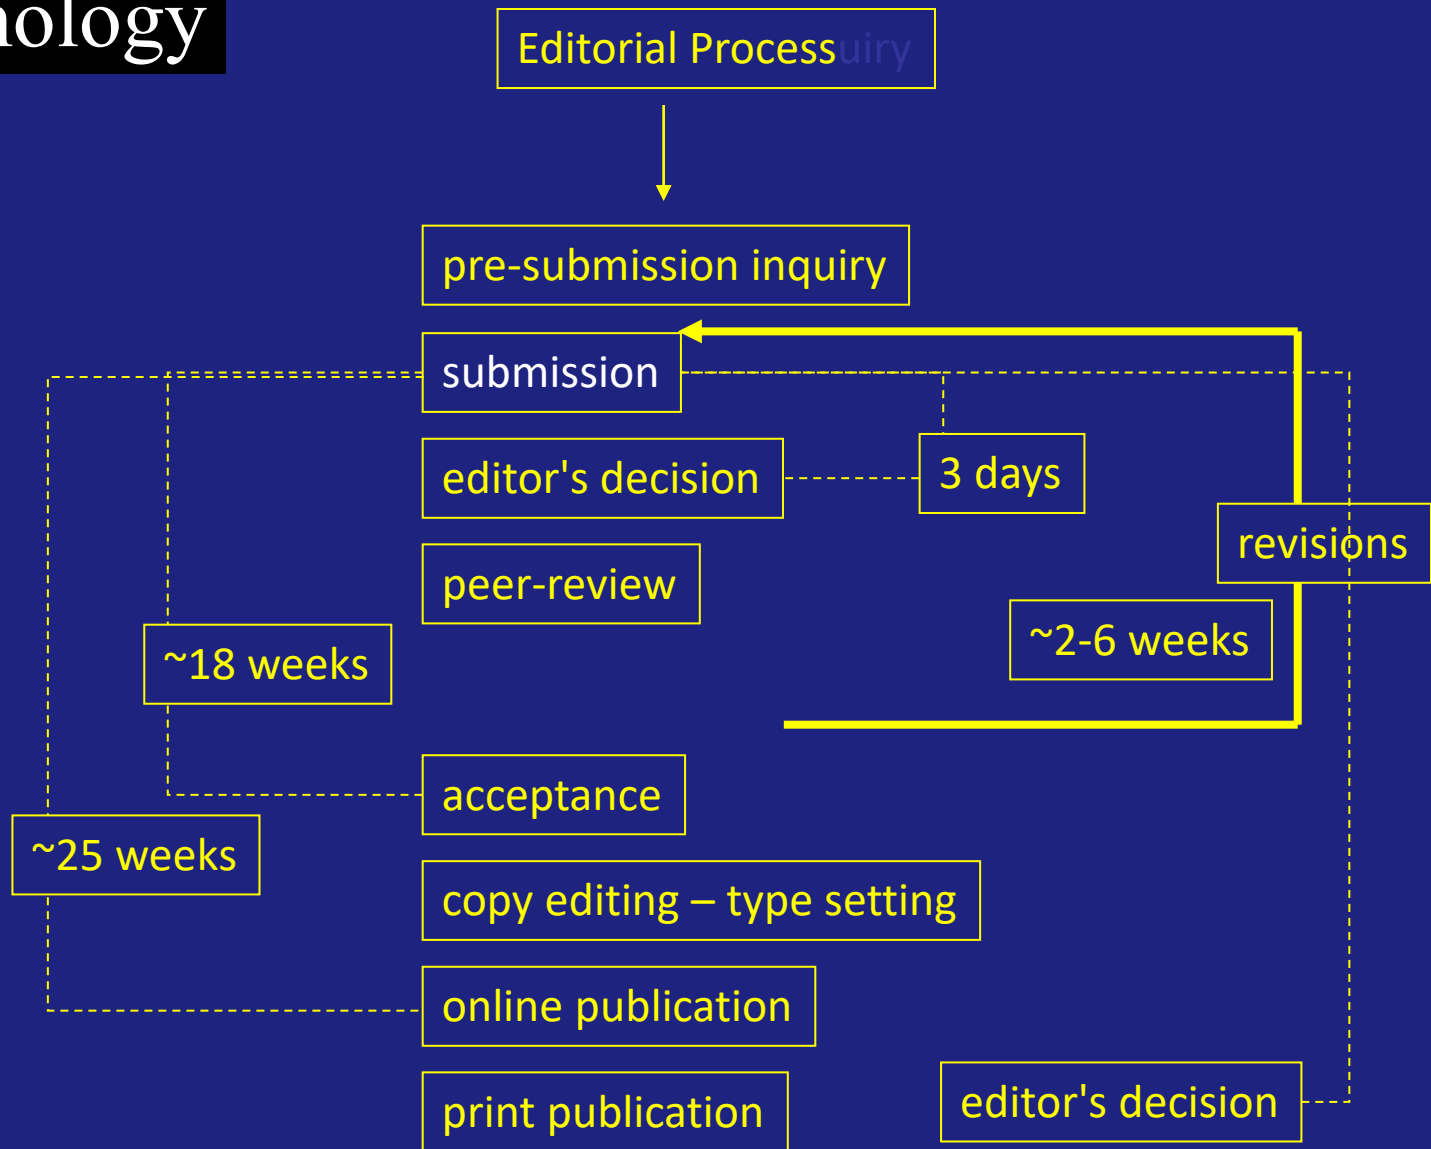 nology
Editorial Processuiry
pre-submission inquiry
submission
editor's decision
3 days
revisions
peer-review
~2-6 weeks
~18 weeks
acceptance
~25 weeks
copy editing – type setting
online publication
editor's decision
print publication